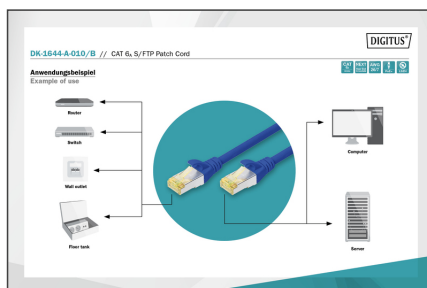 DIGITUS®
DK-1644-A-010/B // CAT 6A S/FTP Patch Cord
Anwendungsbeispiel
Example of use
Router
Switch
Wall outlet
Floor tank
Computer
Server